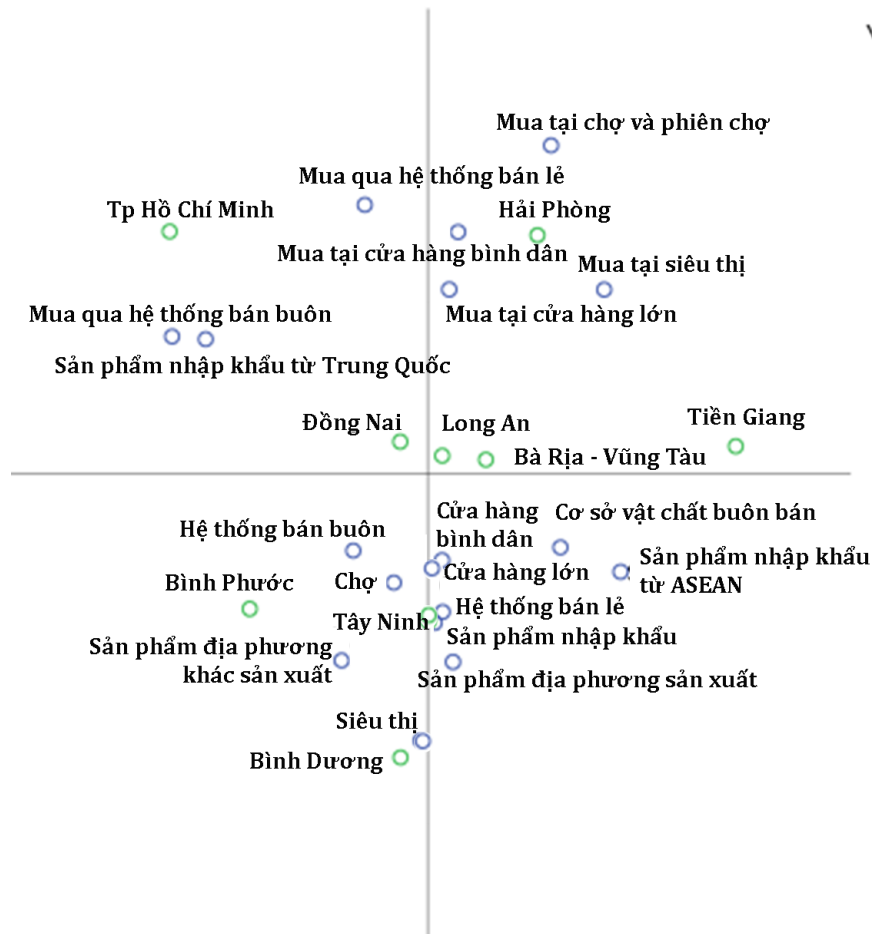 Mua tại chợ và phiên chợ
Mua qua hệ thống bán lẻ
Tp Hồ Chí Minh
Hải Phòng
Mua tại cửa hàng bình dân
Mua tại siêu thị
Mua qua hệ thống bán buôn
Mua tại cửa hàng lớn
Sản phẩm nhập khẩu từ Trung Quốc
Đồng Nai
Long An
Tiền Giang
Bà Rịa - Vũng Tàu
Hệ thống bán buôn
Cửa hàng
bình dân
Cơ sở vật chất buôn bán
Bình Phước
Chợ
Cửa hàng lớn
Sản phẩm nhập khẩu
từ ASEAN
Tây Ninh
Hệ thống bán lẻ
Sản phẩm nhập khẩu
Sản phẩm địa phương
khác sản xuất
Sản phẩm địa phương sản xuất
Siêu thị
Bình Dương